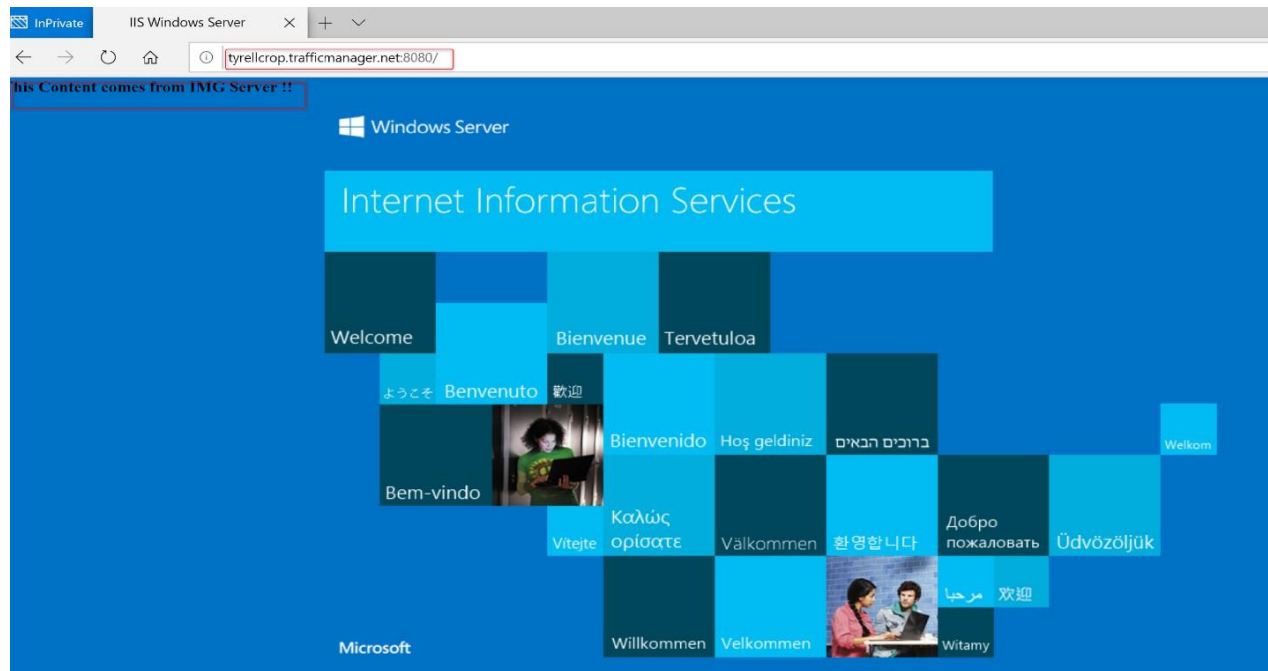 InPrivate
IIS Windows Server
tyrellcrop.trafficmanager.net:8080/
his Content comes from IMG Server !!
Windows Server
Internet Information Services
Welcome
Bienvenue
Tervetuloa
ようこそ
Benvenuto
歡迎
Bienvenido
Hoş geldiniz
ברוכים הבאים
Welkom
Bem-vindo
Vítejte
Καλώς
ορίσατε
Välkommen
환영합니다
Добро
пожаловать
Üdvözöljük
Willkommen
Velkommen
مرحبا
欢迎
Witamy
Microsoft